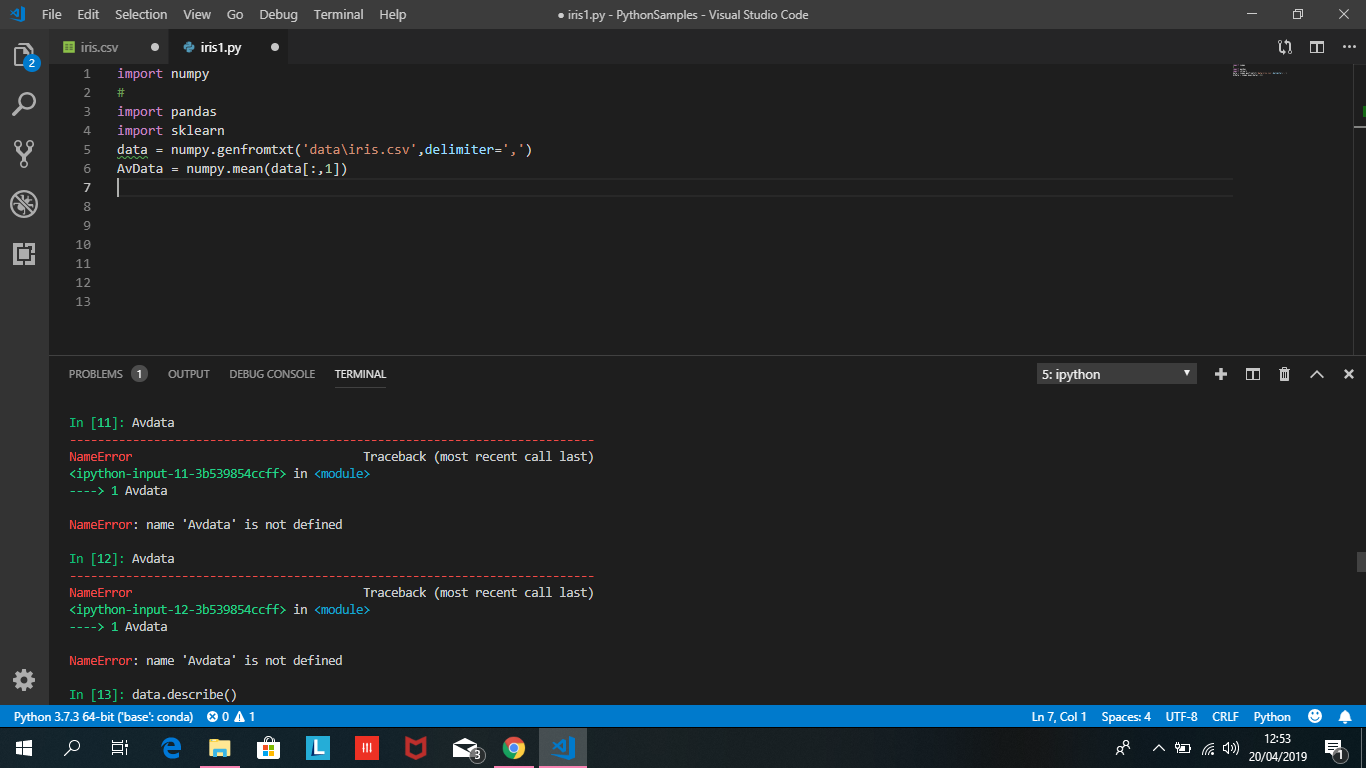 File Edit Selection View Go Debug Terminal Help ● iris1.py - PythonSamples - Visual Studio Code
iris.csv iris1.py
1 import numpy
2 #
3 import pandas
4 import sklearn
5 data = numpy.genfromtxt('data\iris.csv',delimiter=',')
6 AvData = numpy.mean(data[:,1])
7
8
9
10
11
12
13
2
PROBLEMS 1 OUTPUT DEBUG CONSOLE TERMINAL 5: ipython
In [11]: Avdata
---------------------------------------------------------------------------
NameError Traceback (most recent call last)
<ipython-input-11-3b539854ccff> in <module>
----> 1 Avdata
NameError: name 'Avdata' is not defined
In [12]: Avdata
---------------------------------------------------------------------------
NameError Traceback (most recent call last)
<ipython-input-12-3b539854ccff> in <module>
----> 1 Avdata
NameError: name 'Avdata' is not defined
In [13]: data.describe()
Python 3.7.3 64-bit ('base': conda) 0 1 Ln 7, Col 1 Spaces: 4 UTF-8 CRLF Python
L 3 12:53
20/04/2019 1